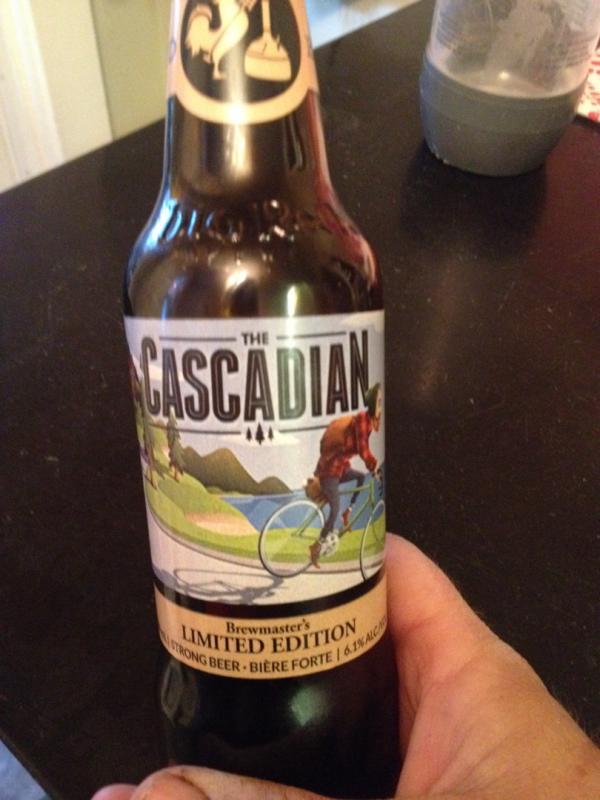 THE
CASCADIAN
Brewmaster's
LIMITED EDITION
STRONG BEER · BIÈRE FORTE | 6.1% ALC